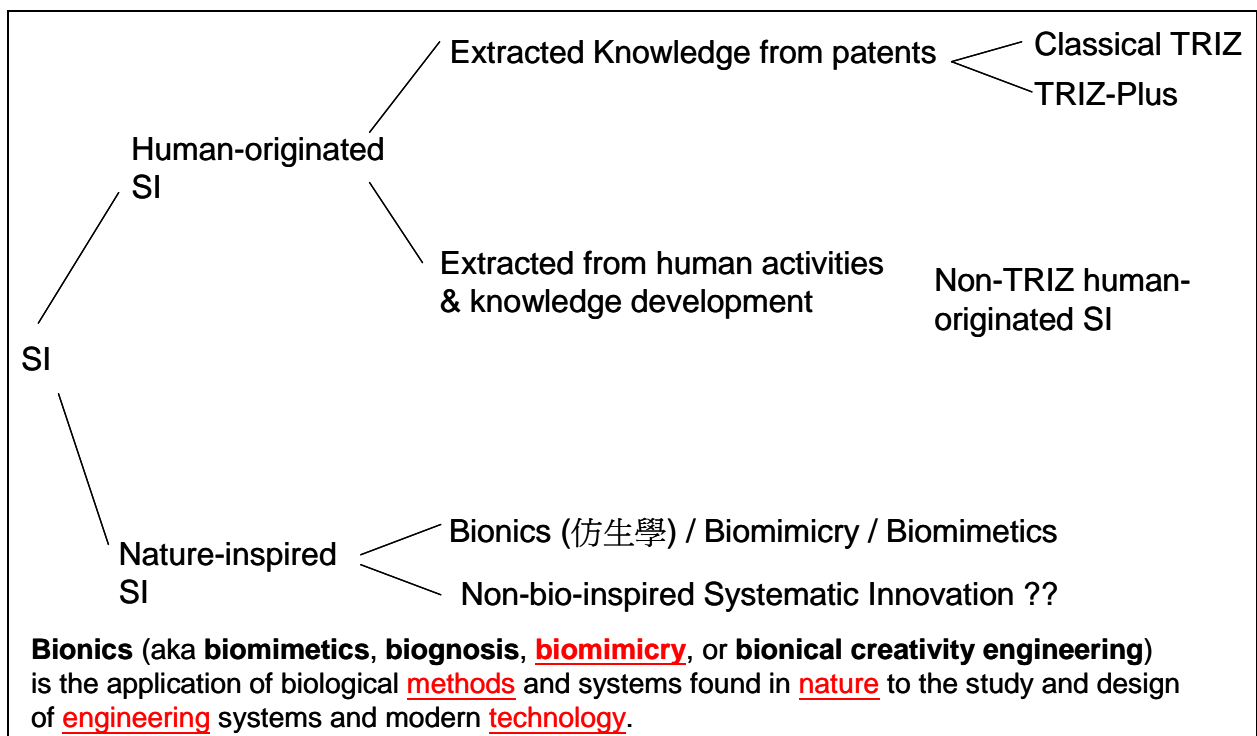 Extracted Knowledge from patents
Classical TRIZ
TRIZ-Plus
Human-originated
SI
Extracted from human activities
& knowledge development
Non-TRIZ human-
originated SI
SI
Nature-inspired
SI
Bionics (仿生學) / Biomimicry / Biomimetics
Non-bio-inspired Systematic Innovation ??
Bionics (aka biomimetics, biognosis, biomimicry, or bionical creativity engineering)
is the application of biological methods and systems found in nature to the study and design
of engineering systems and modern technology.